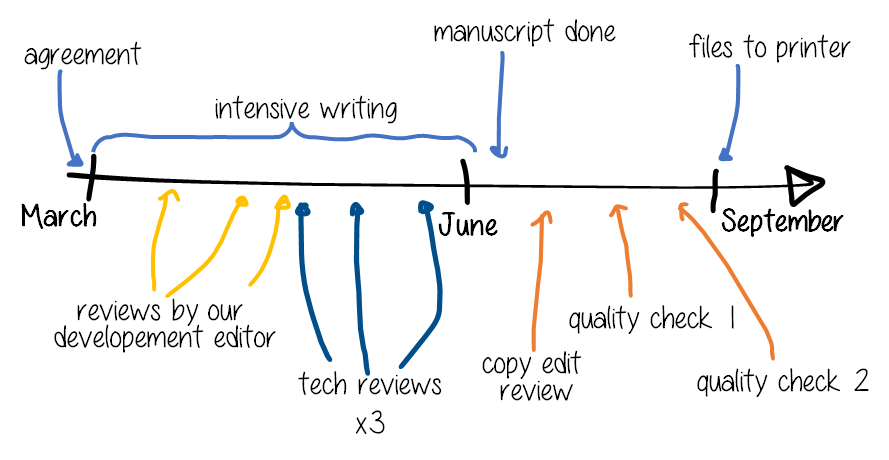 manuscript done
files to printer
agreement
intensive writing
March
June
September
reviews by our
developement editor
quality check 1
copy edit
review
tech reviews
x3
quality check 2